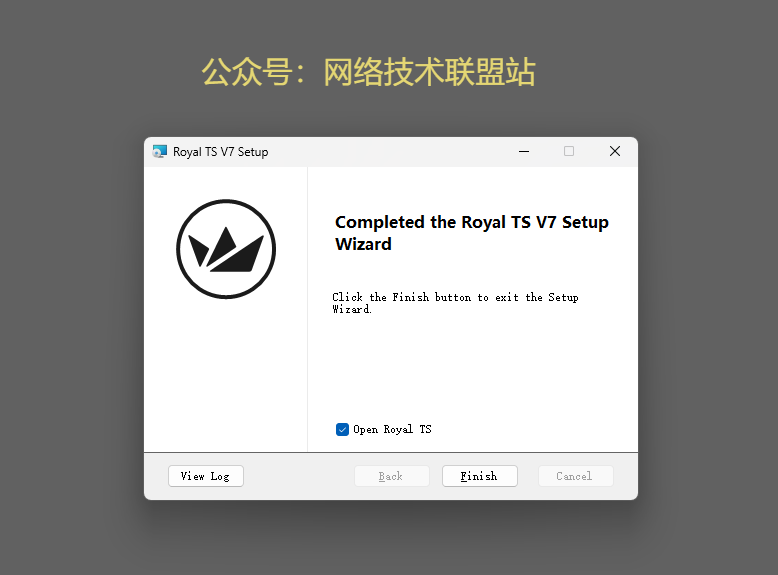 公众号：网络技术联盟站
Royal TS V7 Setup
Completed the Royal TS V7 Setup
Wizard
Click the Finish button to exit the Setup
Wizard.
Open Royal TS
View Log
Back
Finish
Cancel